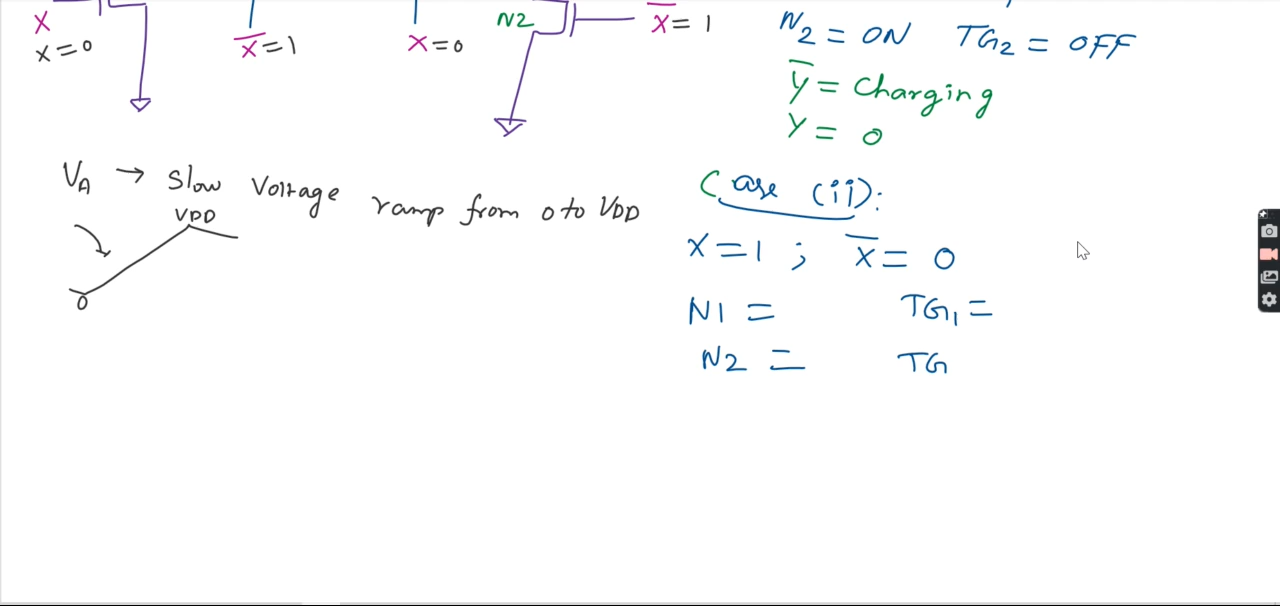 X
x=0
X̅=1
X=0
N2
X̅=1
N2 = ON TG2 = OFF
Y̅ = Charging
Y = 0
VA → Slow Voltage ramp from 0 to VDD
VDD
0
Case (ii):
X=1 ; X̅= 0
N1 = TG1 =
N2 = TG